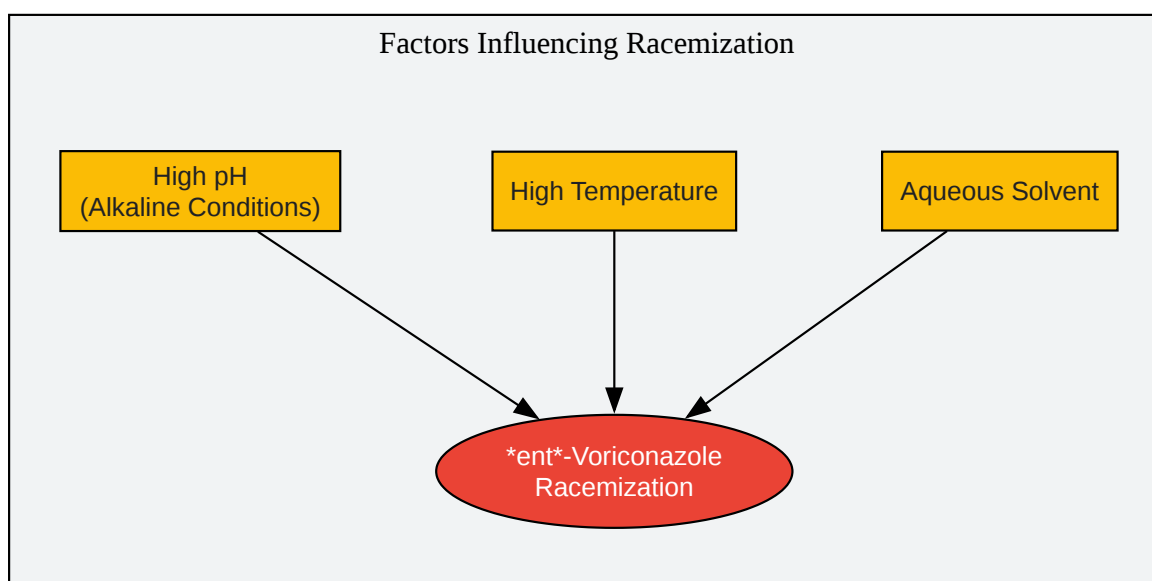 Factors Influencing Racemization
High pH
(Alkaline Conditions)
High Temperature
Aqueous Solvent
*ent*-Voriconazole
Racemization